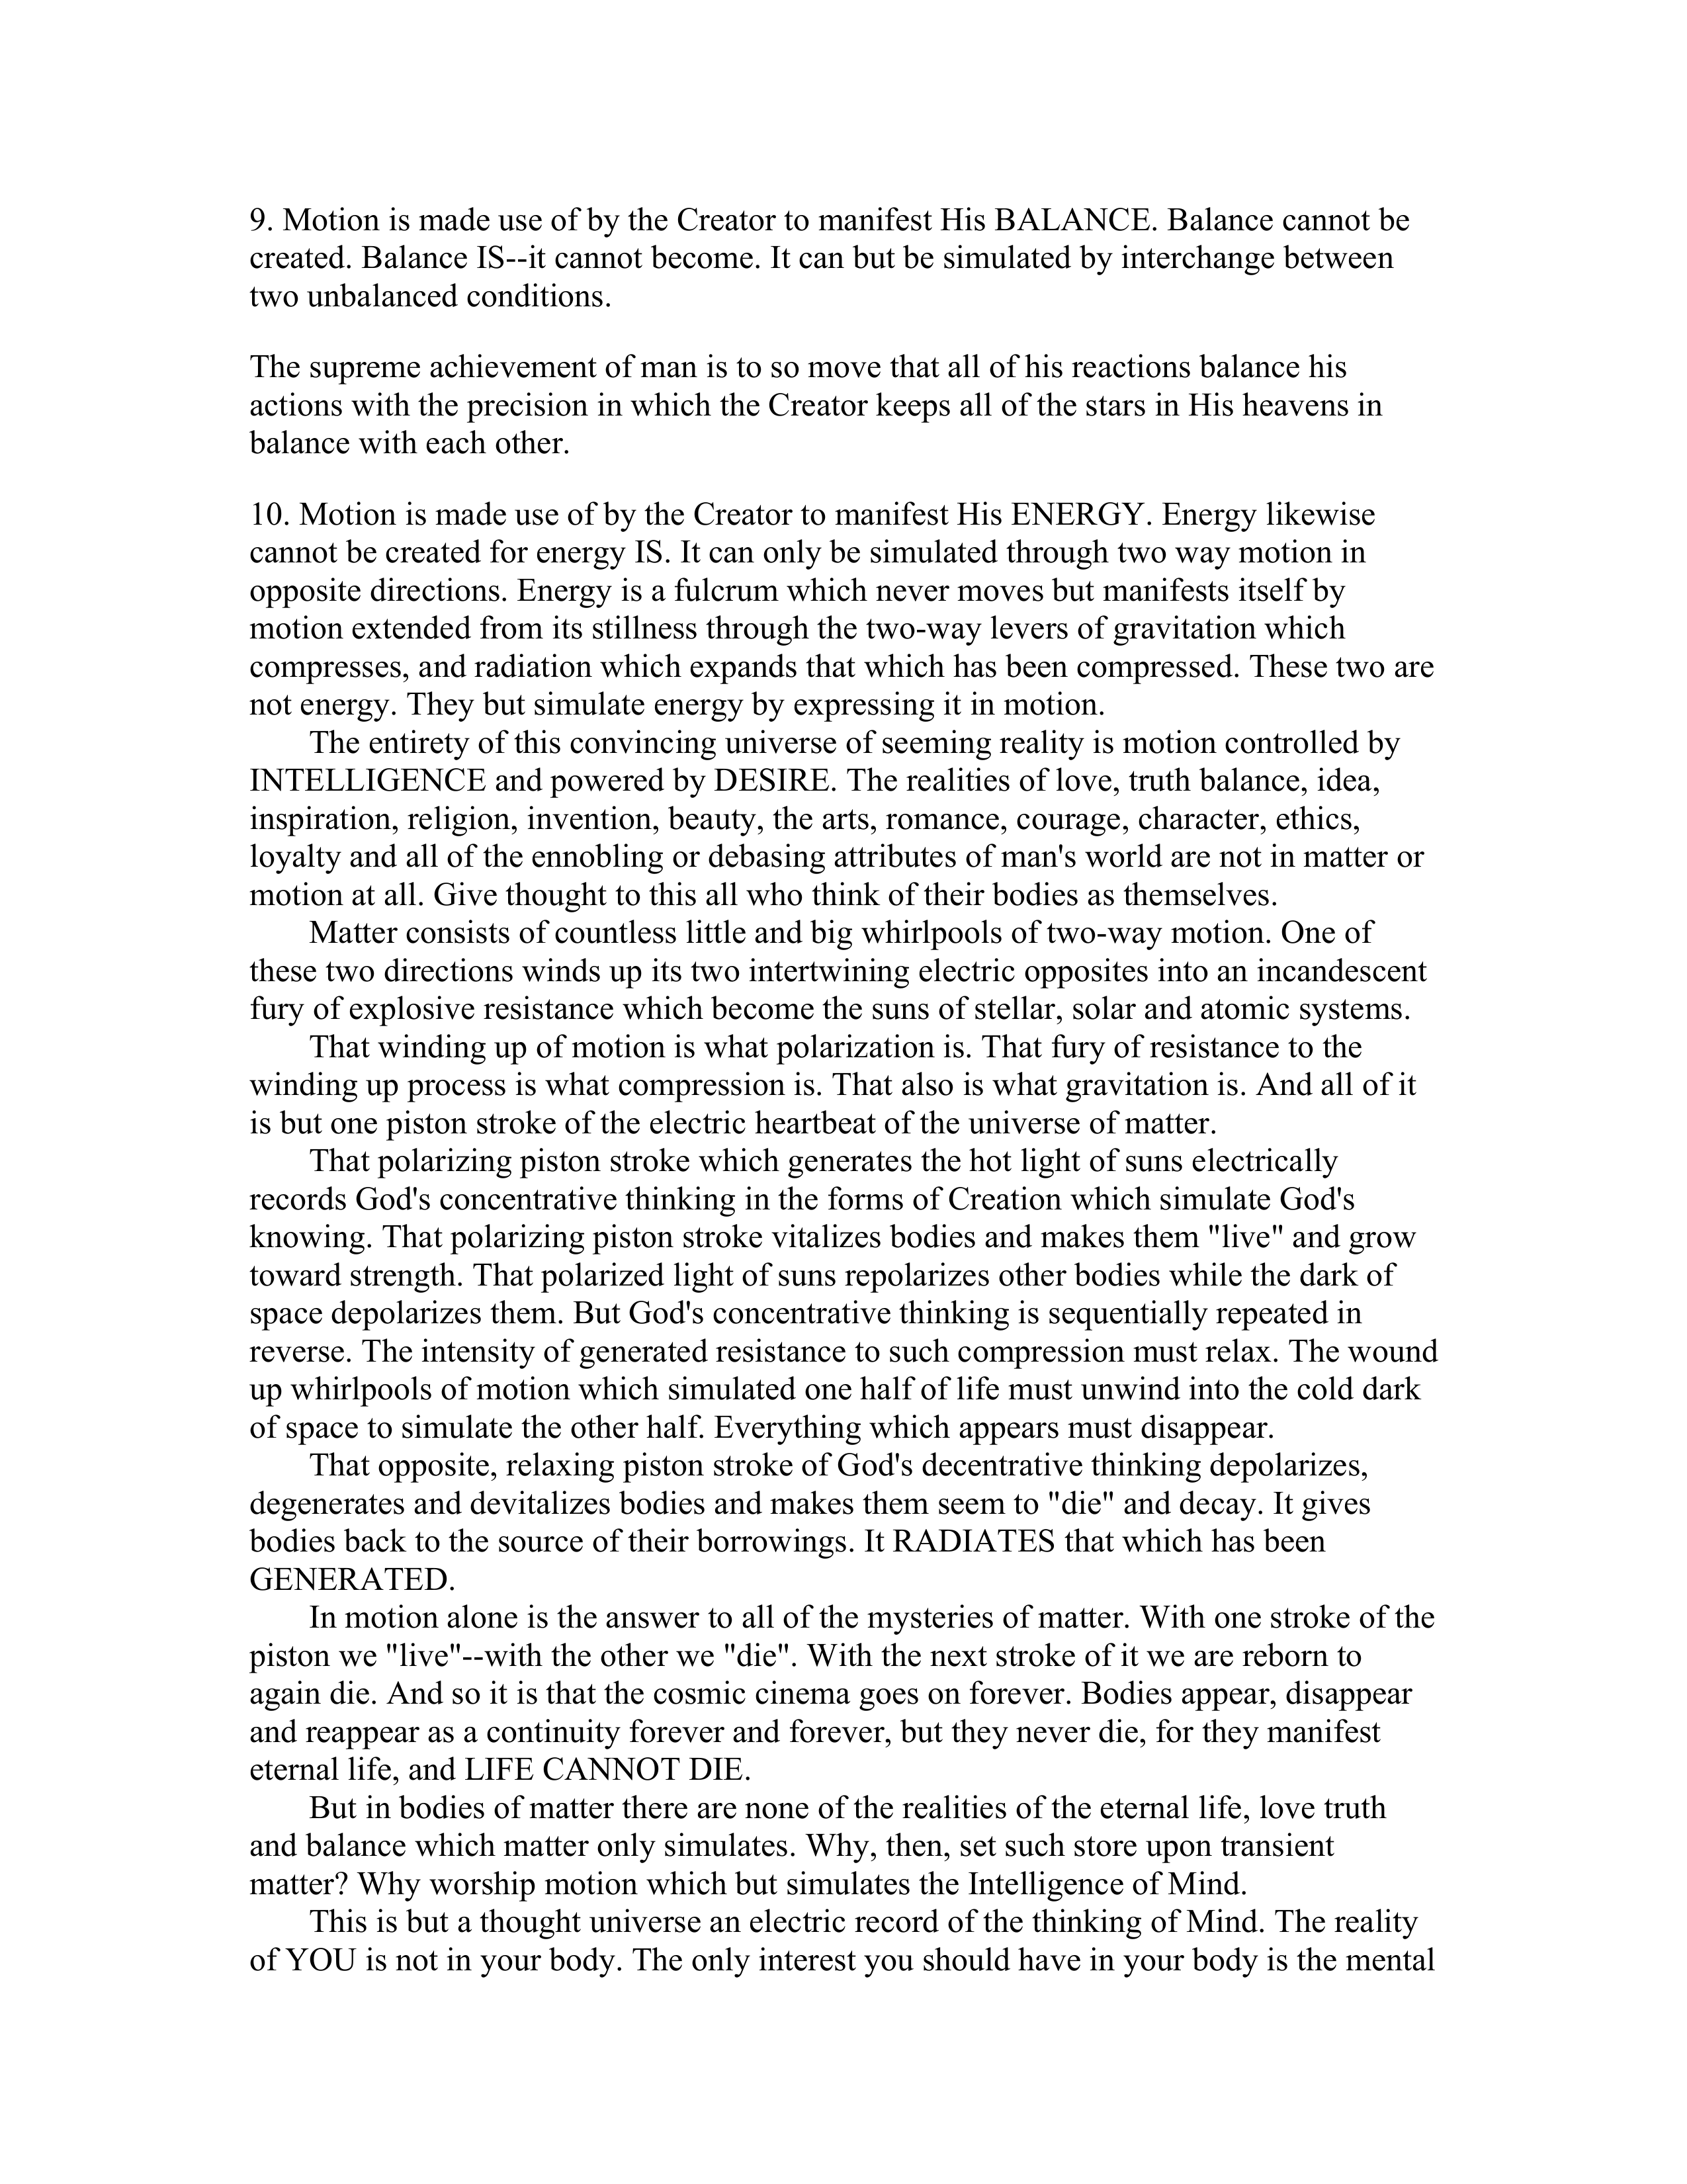 9. Motion is made use of by the Creator to manifest His BALANCE. Balance cannot be
created. Balance IS--it cannot become. It can but be simulated by interchange between
two unbalanced conditions.
The supreme achievement of man is to so move that all of his reactions balance his
actions with the precision in which the Creator keeps all of the stars in His heavens in
balance with each other.
10. Motion is made use of by the Creator to manifest His ENERGY. Energy likewise
cannot be created for energy IS. It can only be simulated through two way motion in
opposite directions. Energy is a fulcrum which never moves but manifests itself by
motion extended from its stillness through the two-way levers of gravitation which
compresses, and radiation which expands that which has been compressed. These two are
not energy. They but simulate energy by expressing it in motion.
The entirety of this convincing universe of seeming reality is motion controlled by
INTELLIGENCE and powered by DESIRE. The realities of love, truth balance, idea,
inspiration, religion, invention, beauty, the arts, romance, courage, character, ethics,
loyalty and all of the ennobling or debasing attributes of man's world are not in matter or
motion at all. Give thought to this all who think of their bodies as themselves.
Matter consists of countless little and big whirlpools of two-way motion. One of
these two directions winds up its two intertwining electric opposites into an incandescent
fury of explosive resistance which become the suns of stellar, solar and atomic systems.
That winding up of motion is what polarization is. That fury of resistance to the
winding up process is what compression is. That also is what gravitation is. And all of it
is but one piston stroke of the electric heartbeat of the universe of matter.
That polarizing piston stroke which generates the hot light of suns electrically
records God's concentrative thinking in the forms of Creation which simulate God's
knowing. That polarizing piston stroke vitalizes bodies and makes them "live" and grow
toward strength. That polarized light of suns repolarizes other bodies while the dark of
space depolarizes them. But God's concentrative thinking is sequentially repeated in
reverse. The intensity of generated resistance to such compression must relax. The wound
up whirlpools of motion which simulated one half of life must unwind into the cold dark
of space to simulate the other half. Everything which appears must disappear.
That opposite, relaxing piston stroke of God's decentrative thinking depolarizes,
degenerates and devitalizes bodies and makes them seem to "die" and decay. It gives
bodies back to the source of their borrowings. It RADIATES that which has been
GENERATED.
In motion alone is the answer to all of the mysteries of matter. With one stroke of the
piston we "live"--with the other we "die". With the next stroke of it we are reborn to
again die. And so it is that the cosmic cinema goes on forever. Bodies appear, disappear
and reappear as a continuity forever and forever, but they never die, for they manifest
eternal life, and LIFE CANNOT DIE.
But in bodies of matter there are none of the realities of the eternal life, love truth
and balance which matter only simulates. Why, then, set such store upon transient
matter? Why worship motion which but simulates the Intelligence of Mind.
This is but a thought universe an electric record of the thinking of Mind. The reality
of YOU is not in your body. The only interest you should have in your body is the mental